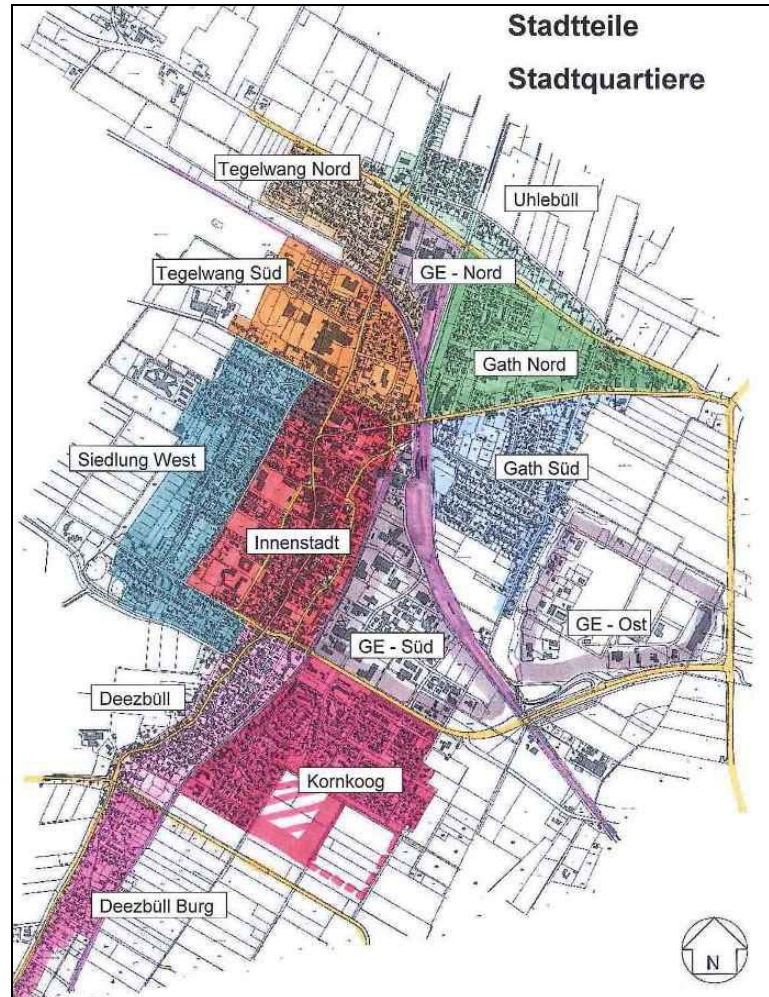 Stadtteile
Stadtquartiere
Tegelwang Nord
Uhlebüll
Tegelwang Süd
GE - Nord
Gath Nord
Siedlung West
Gath Süd
Innenstadt
GE - Ost
GE - Süd
Deezbüll
Kornkoog
Deezbüll Burg
N